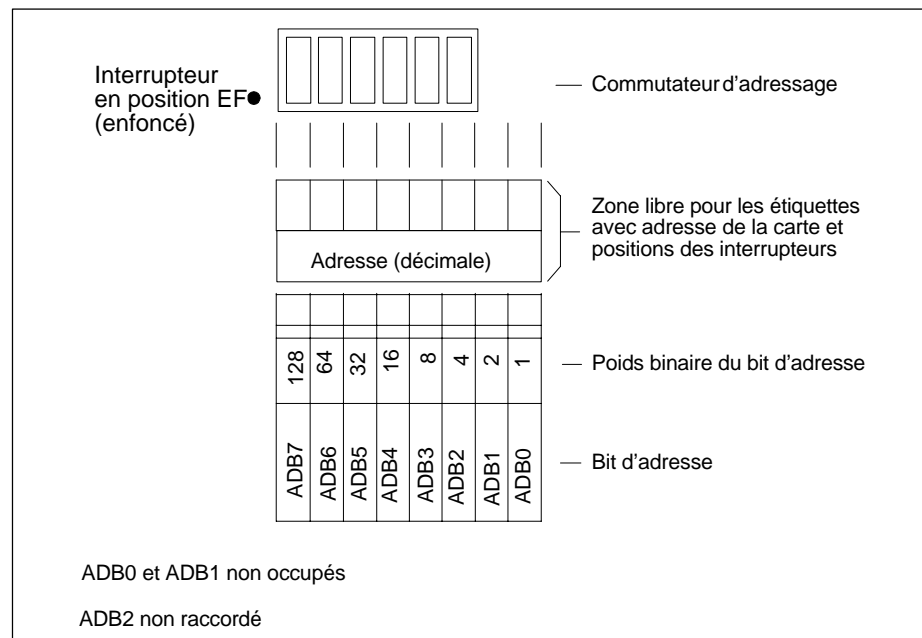 Interrupteur
en position EF●
(enfoncé)
Commutateur d'adressage
Zone libre pour les étiquettes
avec adresse de la carte et
positions des interrupteurs
Adresse (décimale)
128 64 32 16 8 4 2 1
Poids binaire du bit d'adresse
ADB7 ADB6 ADB5 ADB4 ADB3 ADB2 ADB1 ADB0
Bit d'adresse
ADB0 et ADB1 non occupés
ADB2 non raccordé